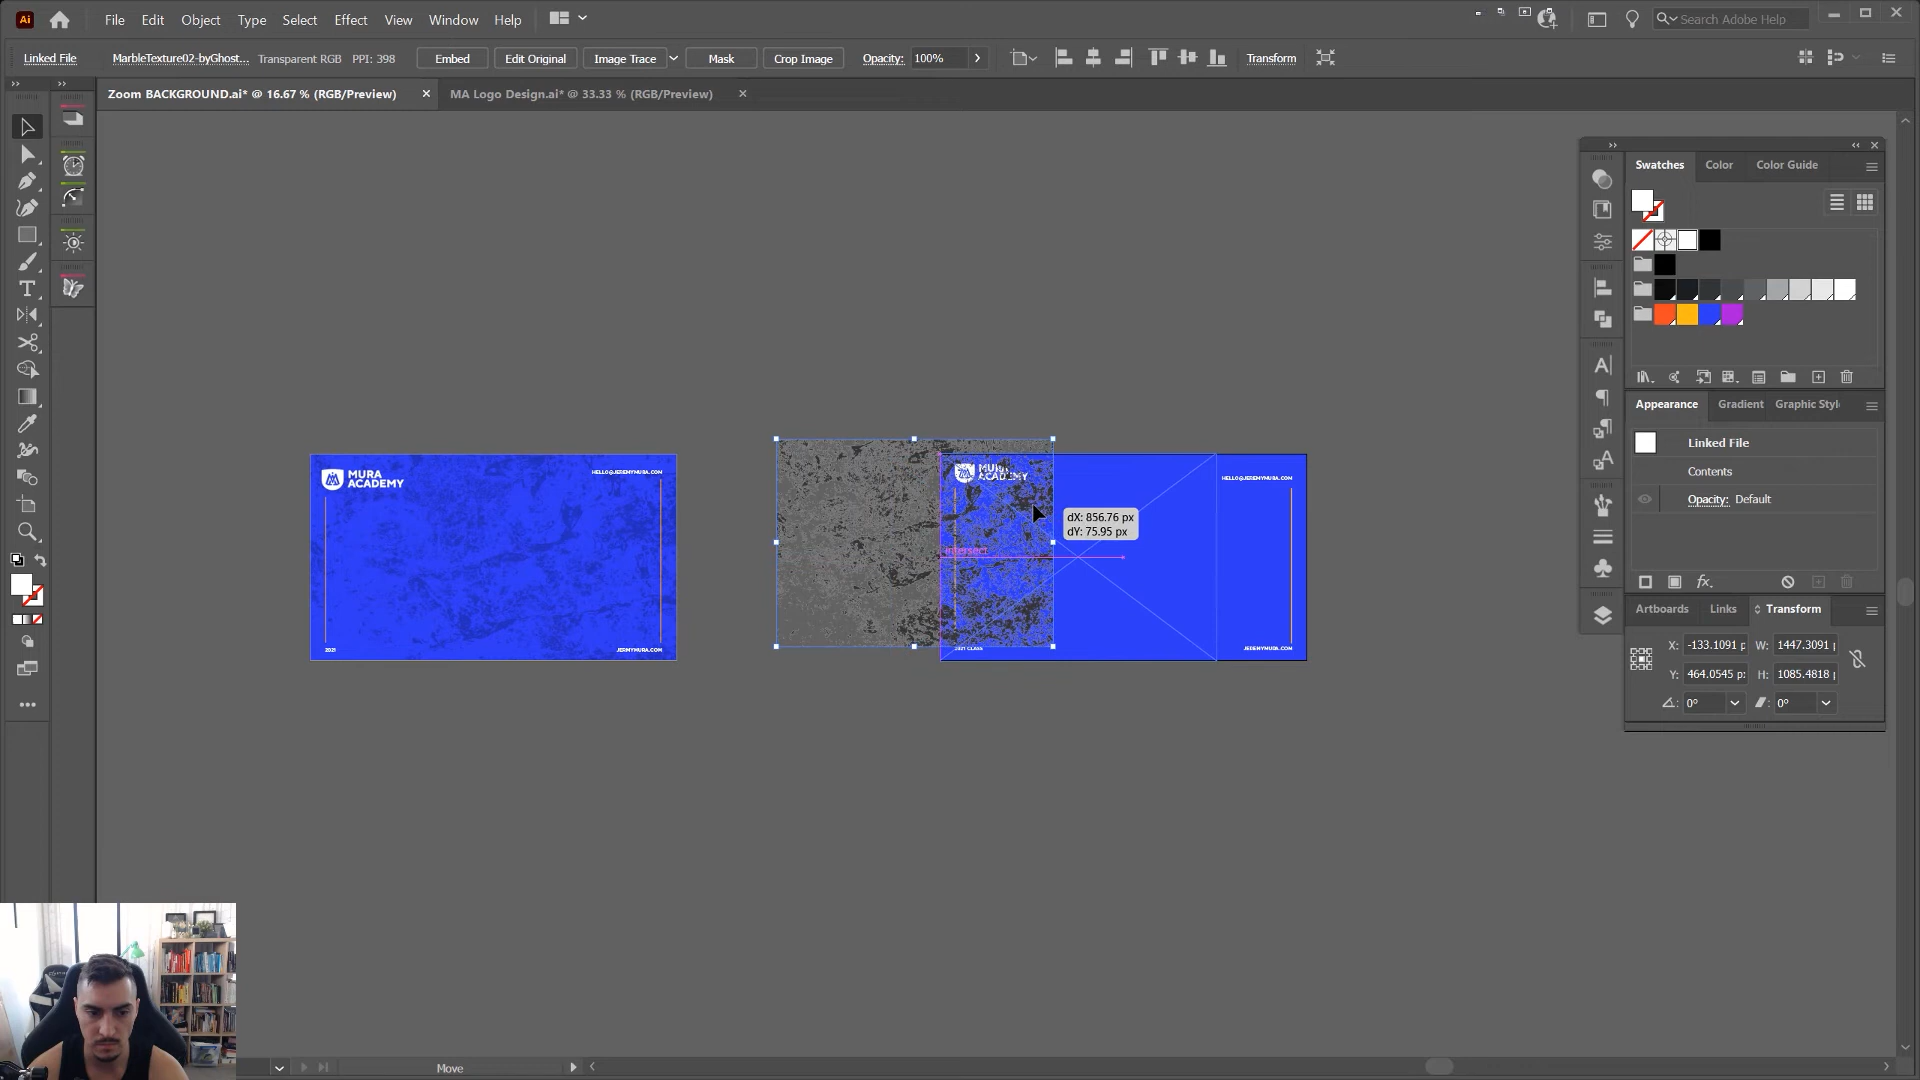 Ai File Edit Object Type Select Effect View Window Help Search Adobe Help
Linked File MarbleTexture02-byGhost... Transparent RGB PPI: 398 Embed Edit Original Image Trace Mask Crop Image Opacity: 100% Transform
Zoom BACKGROUND.ai* @ 16.67 % (RGB/Preview) MA Logo Design.ai* @ 33.33 % (RGB/Preview)
Swatches Color Color Guide
Appearance Gradient Graphic Styl
Linked File
Contents
Opacity: Default
fx
Artboards Links Transform
X: -133.1091 p W: 1447.3091
Y: 464.0545 px H: 1085.4818
0° 0°
MURA
ACADEMY
HELLO@JEREMYMURA.COM
2021
JERMYMURA.COM
MURA
ACADEMY
HELLO@JEREMYMURA.COM
dX: 856.76 px
dY: 75.95 px
intersect
2021 CLASS
JEREMYMURA.COM
Move